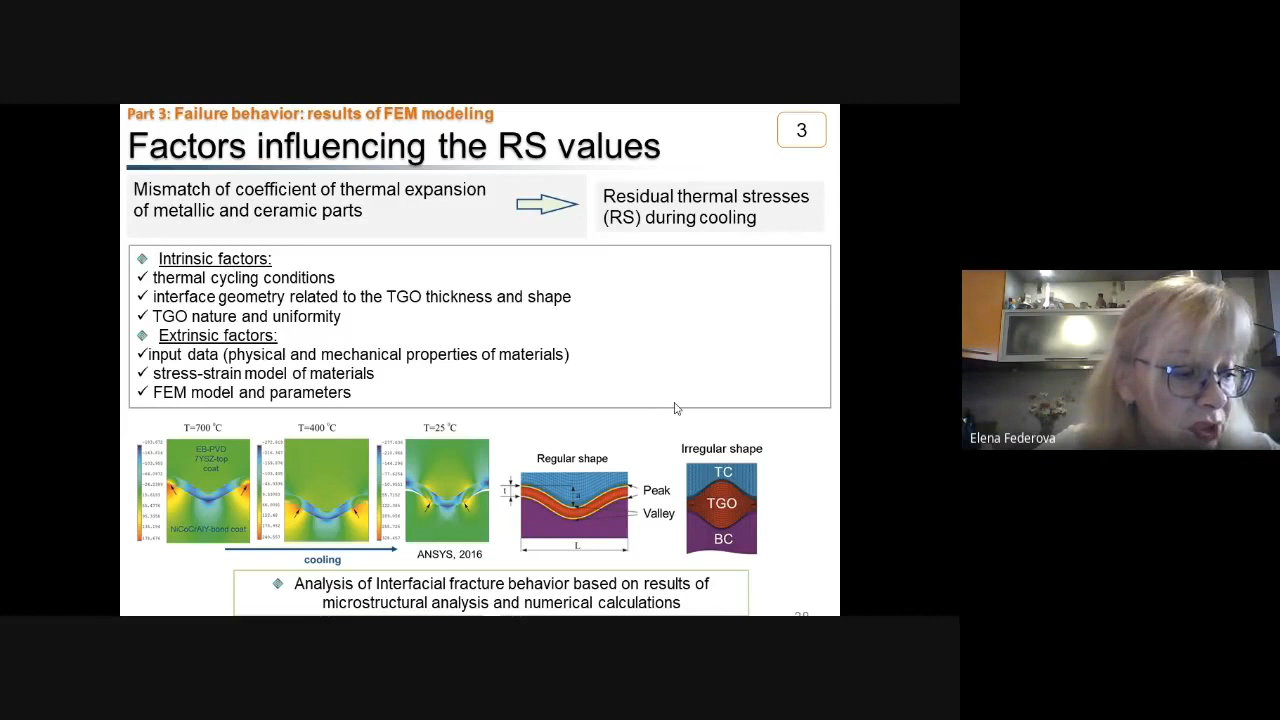 Part 3: Failure behavior: results of FEM modeling
Factors influencing the RS values
3
Mismatch of coefficient of thermal expansion
of metallic and ceramic parts
Residual thermal stresses
(RS) during cooling
Intrinsic factors:
✓ thermal cycling conditions
✓ interface geometry related to the TGO thickness and shape
✓ TGO nature and uniformity
Extrinsic factors:
✓input data (physical and mechanical properties of materials)
✓ stress-strain model of materials
✓ FEM model and parameters
T=700 °C
T=400 °C
T=25 °C
EB-PVD
7YSZ-top
coat
NiCoCrAlY-bond coat
cooling
ANSYS, 2016
Regular shape
Peak
Valley
L
Irregular shape
TC
TGO
BC
Analysis of Interfacial fracture behavior based on results of
microstructural analysis and numerical calculations
Elena Federova